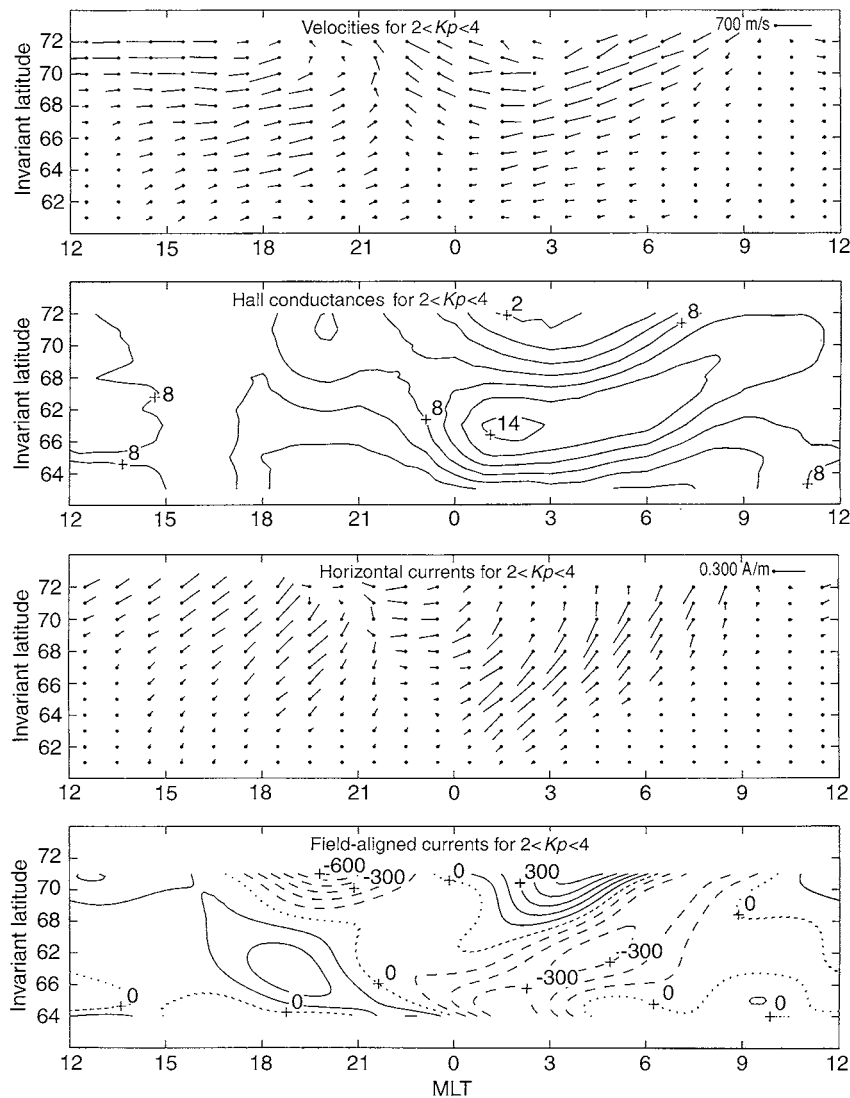 Velocities for 2<Kp<4
700 m/s
Invariant latitude
72
70
68
66
64
62
12 15 18 21 0 3 6 9 12
Hall conductances for 2<Kp<4
2
8
8
8
8
14
8
Invariant latitude
72
70
68
62
66
64
12 15 18 21 0 3 6 9 12
Horizontal currents for 2<Kp<4
0.300 A/m
Invariant latitude
72
70
68
66
64
62
12 15 18 21 0 3 6 9 12
Field-aligned currents for 2<Kp<4
-600
-300
0
300
0
-300
-300
0
0
0
0
0
Invariant latitude
72
70
68
62
66
64
12 15 18 21 0 3 6 9 12
MLT